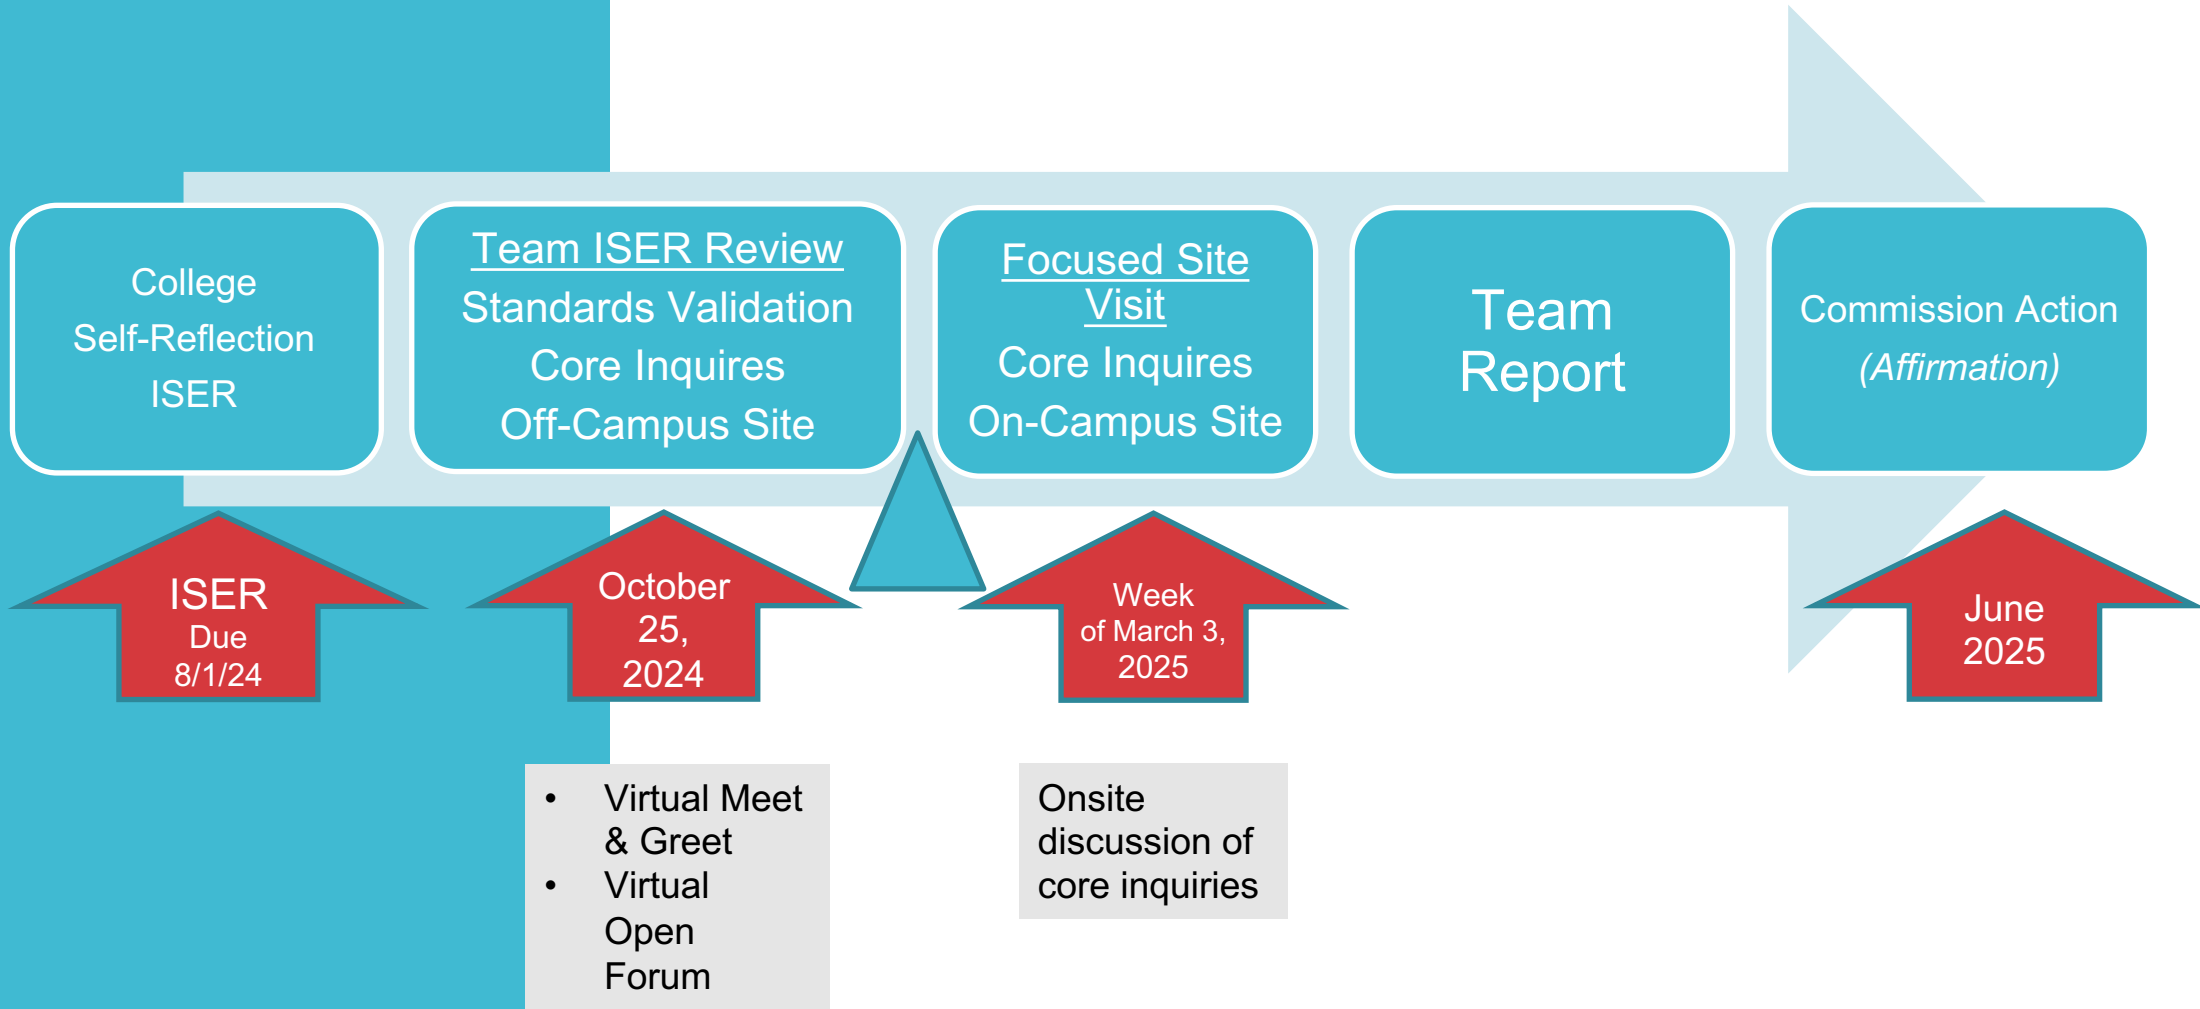 College
Self-Reflection
ISER
Team ISER Review
Standards Validation
Core Inquires
Off-Campus Site
Focused Site
Visit
Core Inquires
On-Campus Site
Team
Report
Commission Action
(Affirmation)
ISER
Due
8/1/24
October
25,
2024
Week
of March 3,
2025
June
2025
• Virtual Meet
& Greet
• Virtual
Open
Forum
Onsite
discussion of
core inquiries